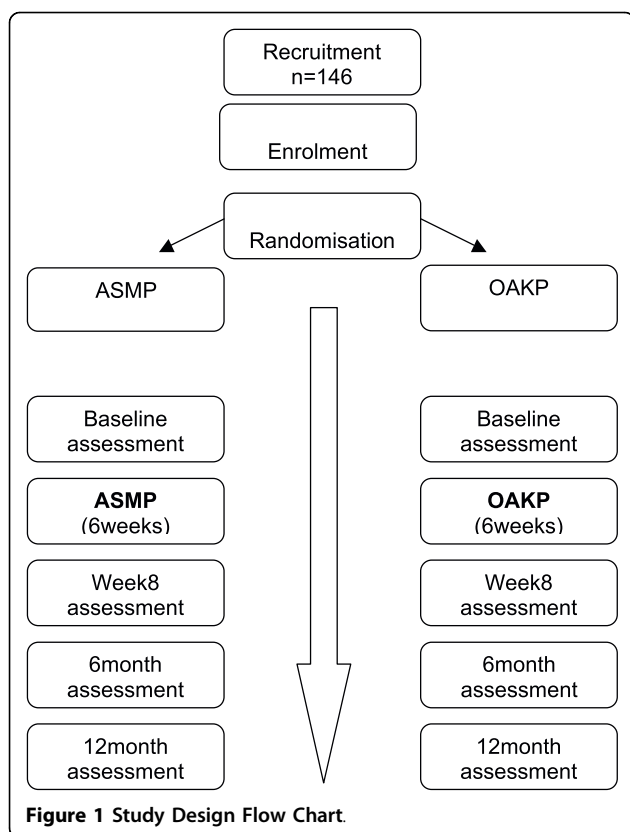 Recruitment
n=146
Enrolment
Randomisation
ASMP
OAKP
Baseline
assessment
Baseline
assessment
ASMP
(6weeks)
OAKP
(6weeks)
Week8
assessment
Week8
assessment
6month
assessment
6month
assessment
12month
assessment
12month
assessment
Figure 1 Study Design Flow Chart.